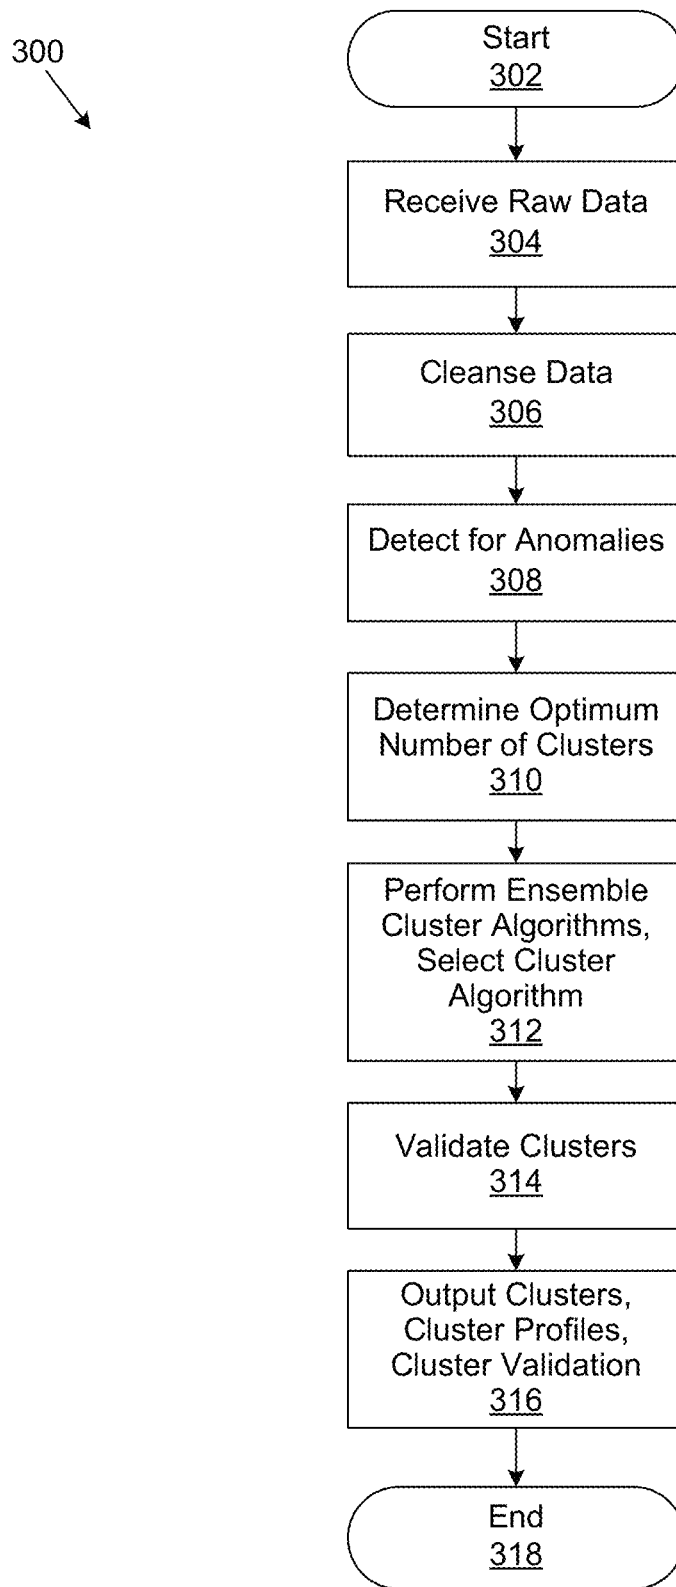 300
Start
302
Receive Raw Data
304
Cleanse Data
306
Detect for Anomalies
308
Determine Optimum
Number of Clusters
310
Perform Ensemble
Cluster Algorithms,
Select Cluster
Algorithm
312
Validate Clusters
314
Output Clusters,
Cluster Profiles,
Cluster Validation
316
End
318